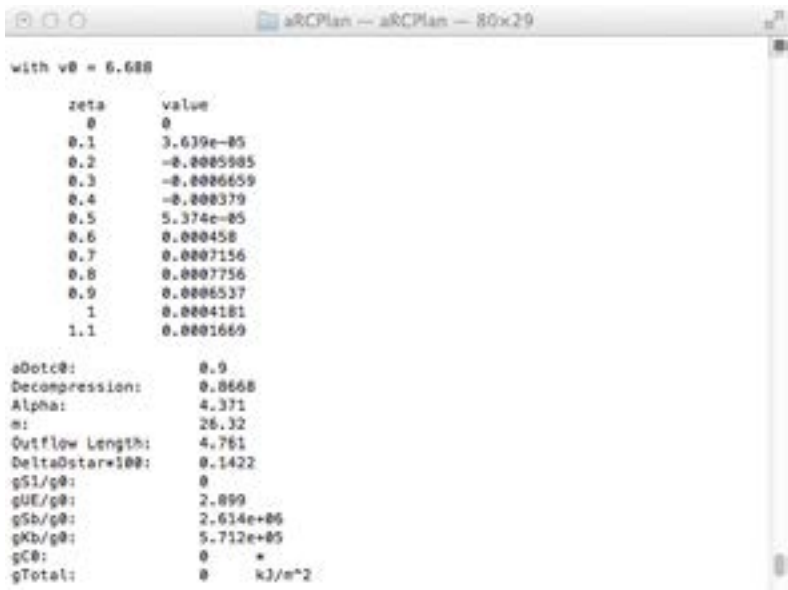 aRCPlan — aRCPlan — 80×29
with v0 = 6.688
zeta value
0 0
0.1 3.639e-05
0.2 -0.0005985
0.3 -0.0006659
0.4 -0.000379
0.5 5.374e-05
0.6 0.000458
0.7 0.0007156
0.8 0.0007756
0.9 0.0006537
1 0.0004181
1.1 0.0001669
aDotc0: 0.9
Decompression: 0.8668
Alpha: 4.371
m: 26.32
Outflow Length: 4.761
DeltaDstar*100: 0.1422
gS1/g0: 0
gUE/g0: 2.899
gSb/g0: 2.614e+06
gKb/g0: 5.712e+05
gC0: 0 *
gTotal: 0 kJ/m^2